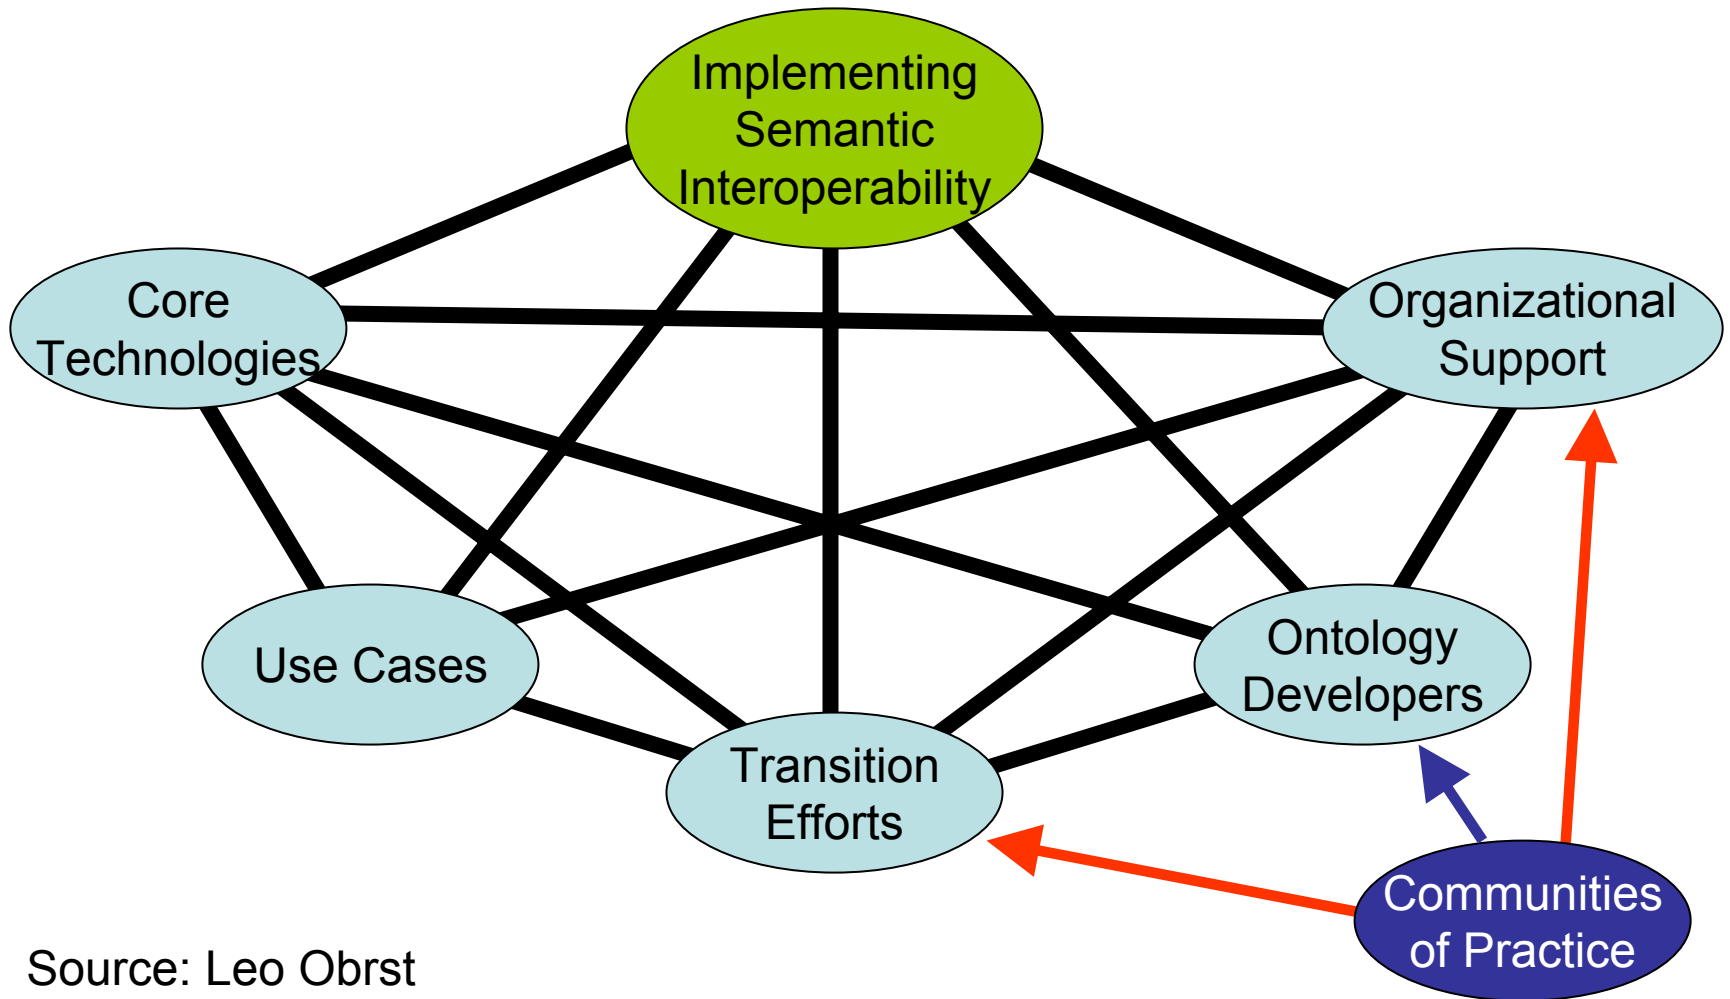 Implementing
Semantic
Interoperability
Core
Technologies
Organizational
Support
Use Cases
Ontology
Developers
Transition
Efforts
Communities
of Practice
Source: Leo Obrst